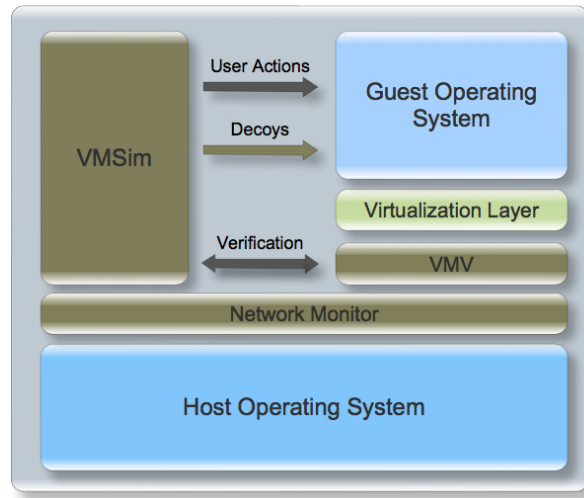 User Actions
Guest Operating
System
Decoys
VMSim
Virtualization Layer
Verification
VMV
Network Monitor
Host Operating System